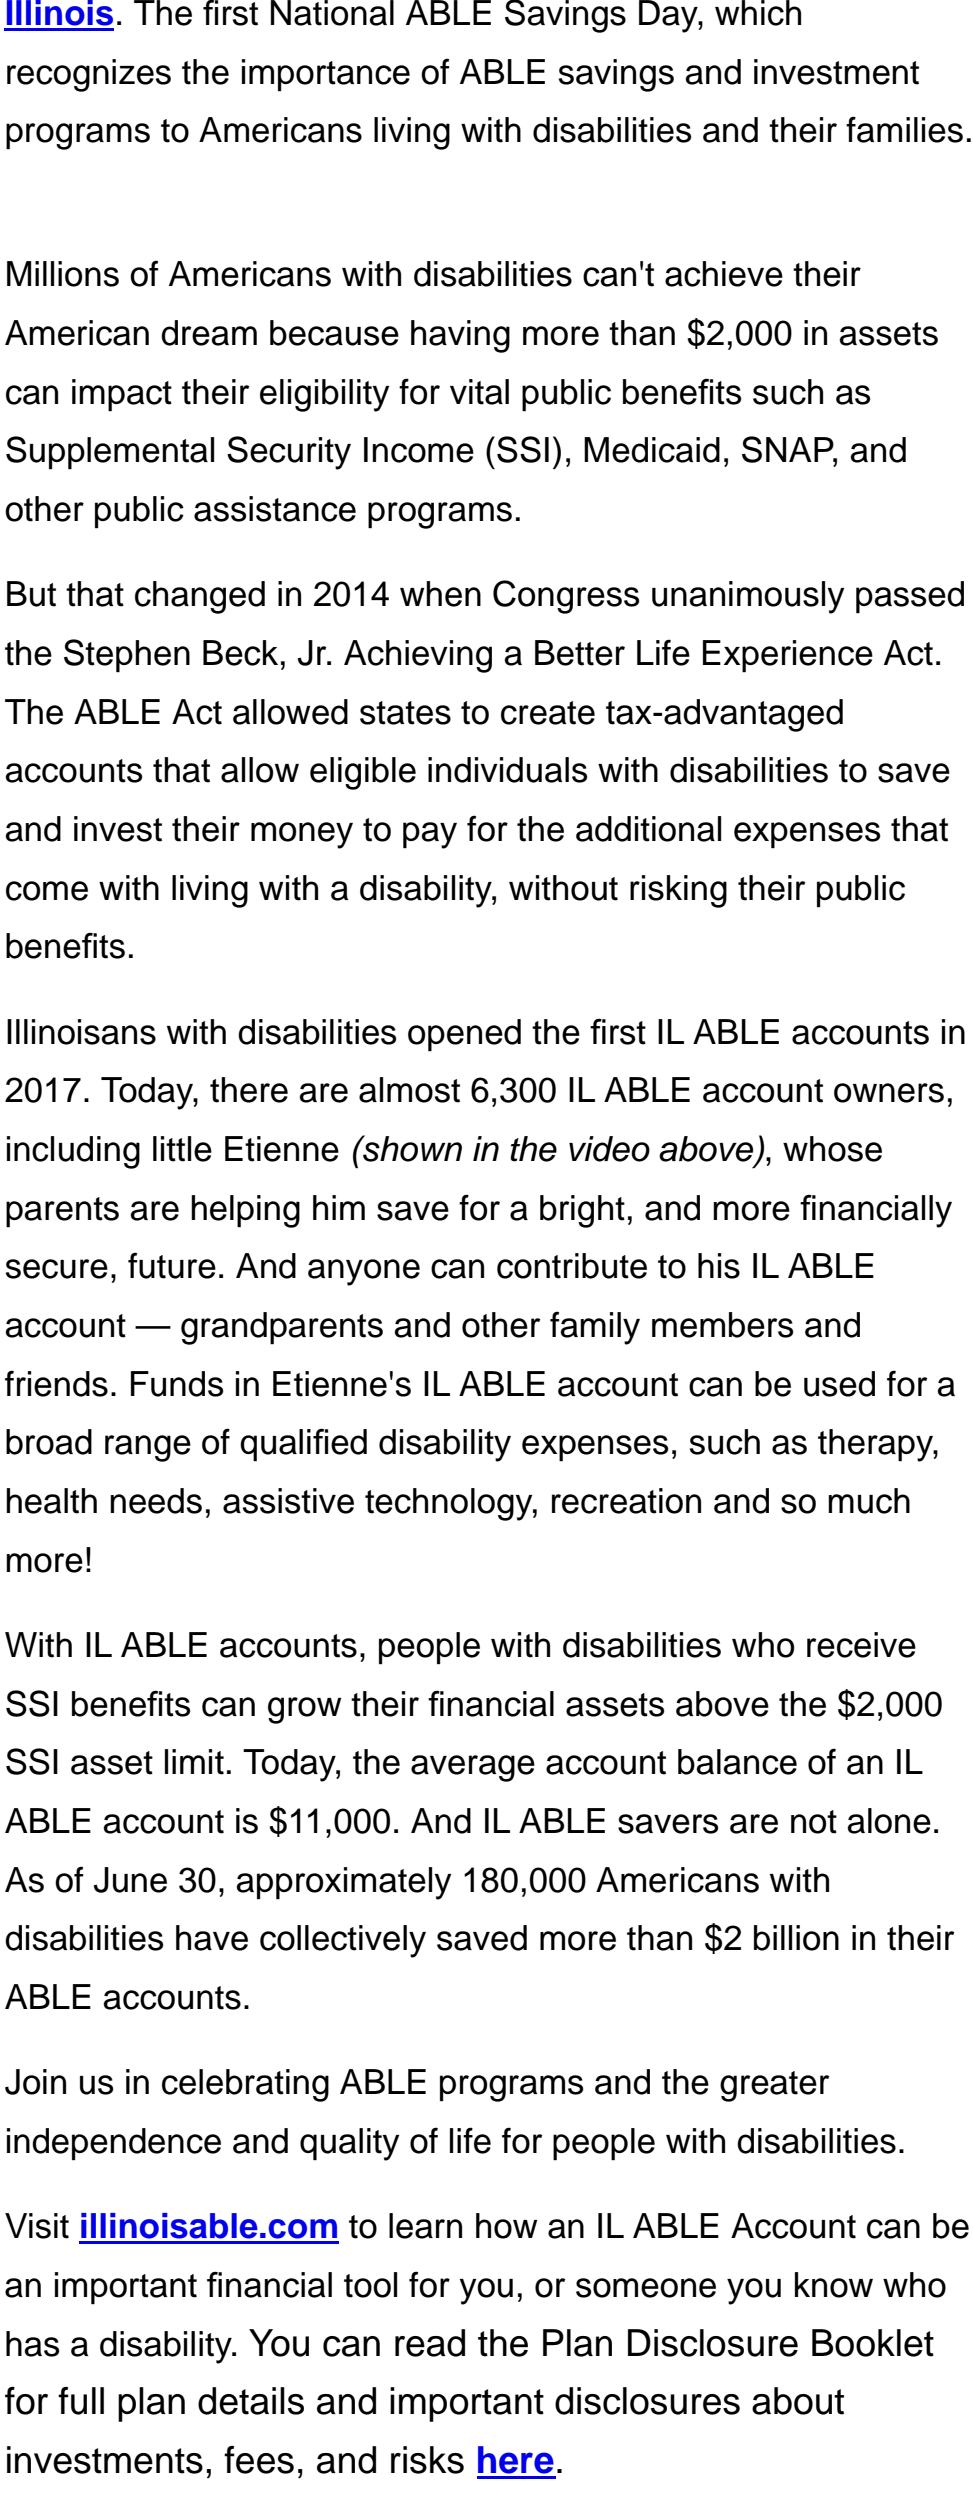 Illinois. The first National ABLE Savings Day, which
recognizes the importance of ABLE savings and investment
programs to Americans living with disabilities and their families.
Millions of Americans with disabilities can't achieve their
American dream because having more than $2,000 in assets
can impact their eligibility for vital public benefits such as
Supplemental Security Income (SSI), Medicaid, SNAP, and
other public assistance programs.
But that changed in 2014 when Congress unanimously passed
the Stephen Beck, Jr. Achieving a Better Life Experience Act.
The ABLE Act allowed states to create tax-advantaged
accounts that allow eligible individuals with disabilities to save
and invest their money to pay for the additional expenses that
come with living with a disability, without risking their public
benefits.
Illinoisans with disabilities opened the first IL ABLE accounts in
2017. Today, there are almost 6,300 IL ABLE account owners,
including little Etienne (shown in the video above), whose
parents are helping him save for a bright, and more financially
secure, future. And anyone can contribute to his IL ABLE
account — grandparents and other family members and
friends. Funds in Etienne's IL ABLE account can be used for a
broad range of qualified disability expenses, such as therapy,
health needs, assistive technology, recreation and so much
more!
With IL ABLE accounts, people with disabilities who receive
SSI benefits can grow their financial assets above the $2,000
SSI asset limit. Today, the average account balance of an IL
ABLE account is $11,000. And IL ABLE savers are not alone.
As of June 30, approximately 180,000 Americans with
disabilities have collectively saved more than $2 billion in their
ABLE accounts.
Join us in celebrating ABLE programs and the greater
independence and quality of life for people with disabilities.
Visit illinoisable.com to learn how an IL ABLE Account can be
an important financial tool for you, or someone you know who
has a disability. You can read the Plan Disclosure Booklet
for full plan details and important disclosures about
investments, fees, and risks here.